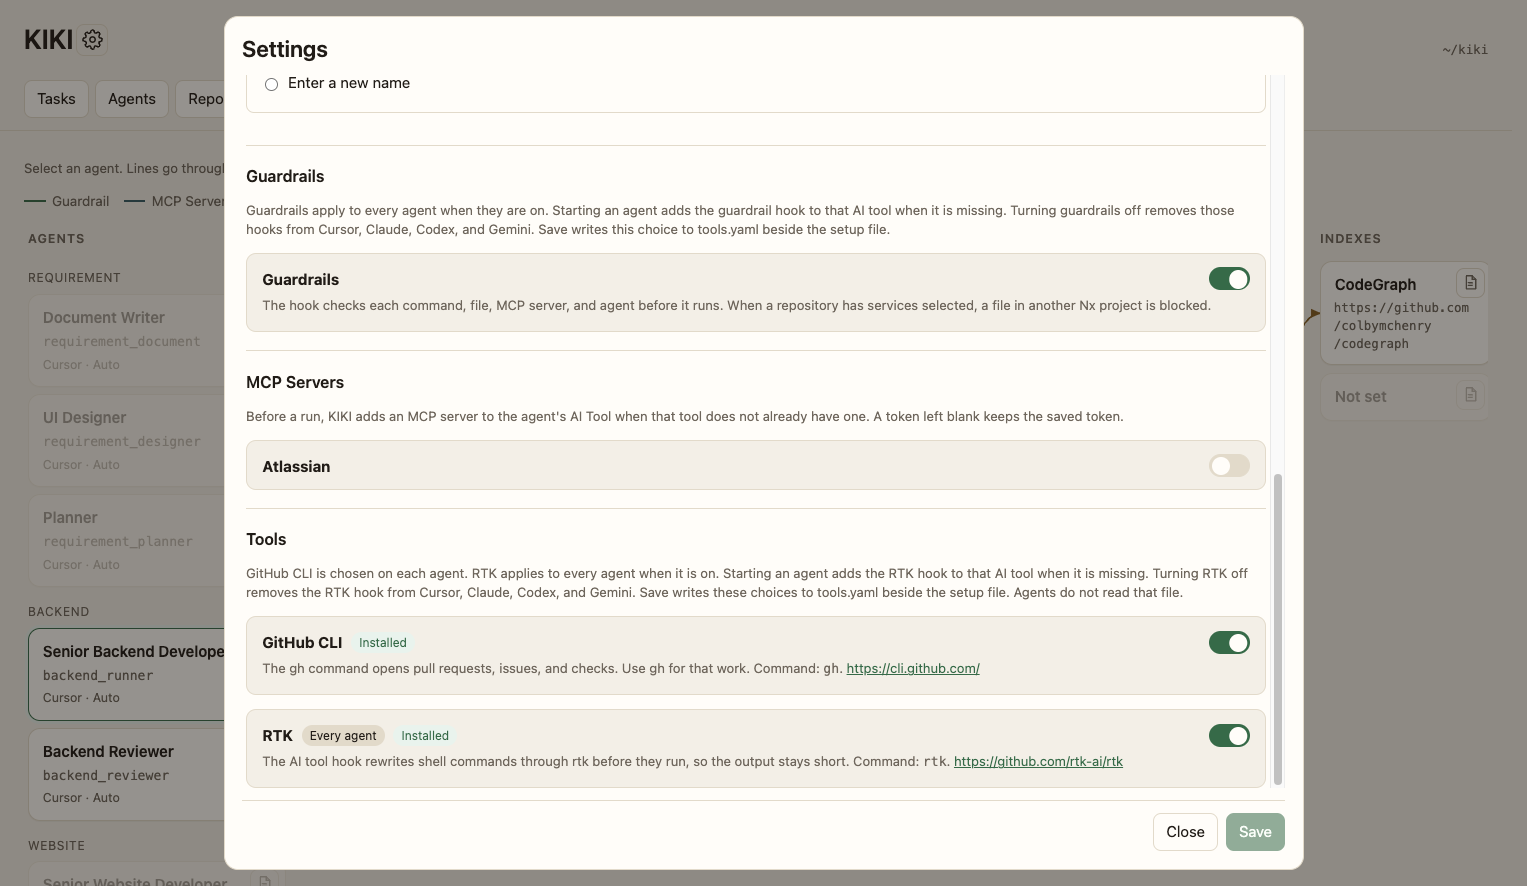 KIKI
~/kiki
Tasks
Agents
Repo
Select an agent. Lines go through
Guardrail
MCP Server
AGENTS
REQUIREMENT
Document Writer
requirement_document
Cursor · Auto
UI Designer
requirement_designer
Cursor · Auto
Planner
requirement_planner
Cursor · Auto
BACKEND
Senior Backend Develope
backend_runner
Cursor · Auto
Backend Reviewer
backend_reviewer
Cursor · Auto
WEBSITE
Senior Website Developer
Settings
Enter a new name
Guardrails
Guardrails apply to every agent when they are on. Starting an agent adds the guardrail hook to that AI tool when it is missing. Turning guardrails off removes those
hooks from Cursor, Claude, Codex, and Gemini. Save writes this choice to tools.yaml beside the setup file.
Guardrails
The hook checks each command, file, MCP server, and agent before it runs. When a repository has services selected, a file in another Nx project is blocked.
MCP Servers
Before a run, KIKI adds an MCP server to the agent's AI Tool when that tool does not already have one. A token left blank keeps the saved token.
Atlassian
Tools
GitHub CLI is chosen on each agent. RTK applies to every agent when it is on. Starting an agent adds the RTK hook to that AI tool when it is missing. Turning RTK off
removes the RTK hook from Cursor, Claude, Codex, and Gemini. Save writes these choices to tools.yaml beside the setup file. Agents do not read that file.
GitHub CLI Installed
The gh command opens pull requests, issues, and checks. Use gh for that work. Command: gh. https://cli.github.com/
RTK Every agent Installed
The AI tool hook rewrites shell commands through rtk before they run, so the output stays short. Command: rtk. https://github.com/rtk-ai/rtk
Close
Save
INDEXES
CodeGraph
https://github.com
/colbymchenry
/codegraph
Not set